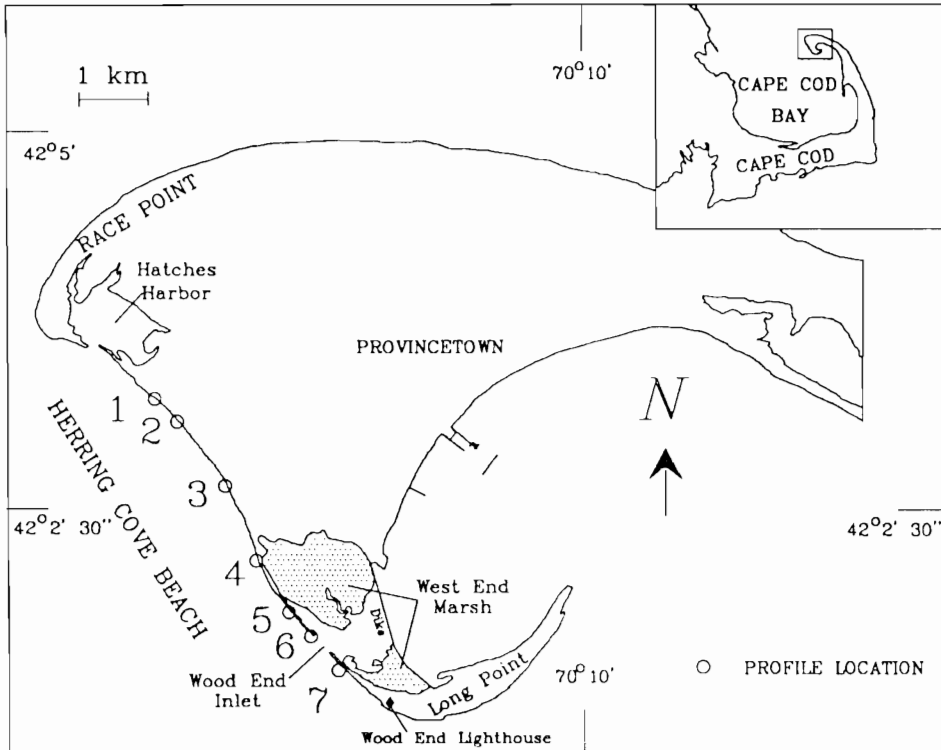 1 km
70° 10'
CAPE COD
BAY
CAPE COD
42° 5'
RACE POINT
Hatches
Harbor
PROVINCETOWN
N
1
2
3
HERRING COVE BEACH
42° 2' 30"
42° 2' 30"
4
West End
Marsh
5
Dike
6
Wood End
Inlet
7
Long Point
70° 10'
PROFILE LOCATION
Wood End Lighthouse